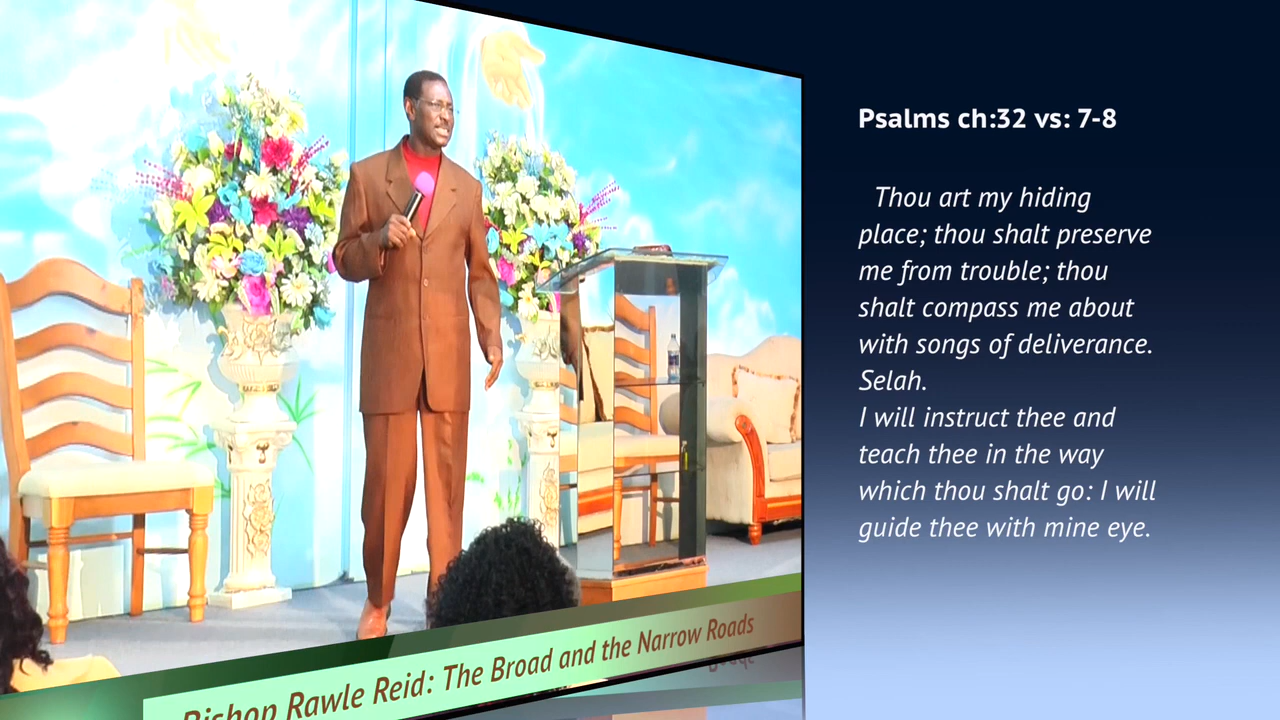 Psalms ch:32 vs: 7-8
Thou art my hiding
place; thou shalt preserve
me from trouble; thou
shalt compass me about
with songs of deliverance.
Selah.
I will instruct thee and
teach thee in the way
which thou shalt go: I will
guide thee with mine eye.
Bishop Rawle Reid: The Broad and the Narrow Roads